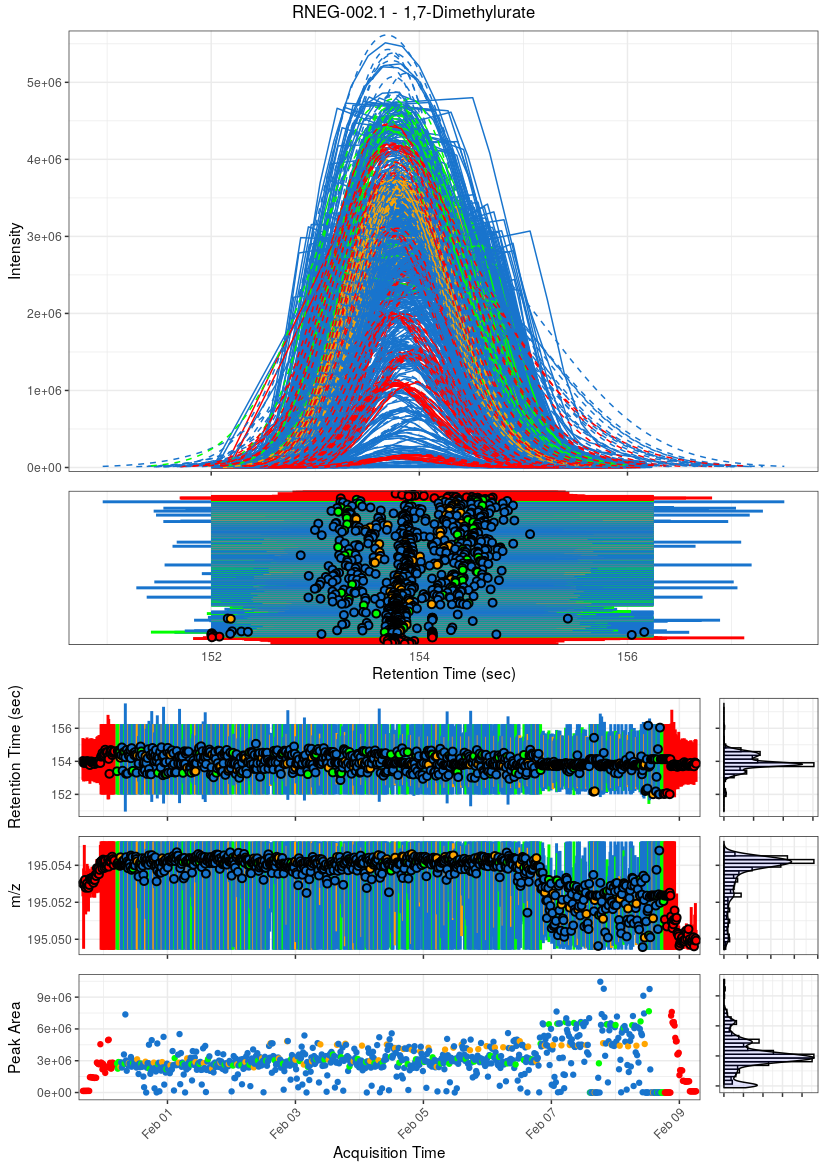 RNEG-002.1 - 1,7-Dimethylurate
5e+06
4e+06
3e+06
2e+06
1e+06
0e+00
Intensity
152 154 156
Retention Time (sec)
Retention Time (sec)
156
154
152
m/z
195.054
195.052
195.050
Peak Area
9e+06
6e+06
3e+06
0e+00
Feb 01 Feb 03 Feb 05 Feb 07 Feb 09
Acquisition Time